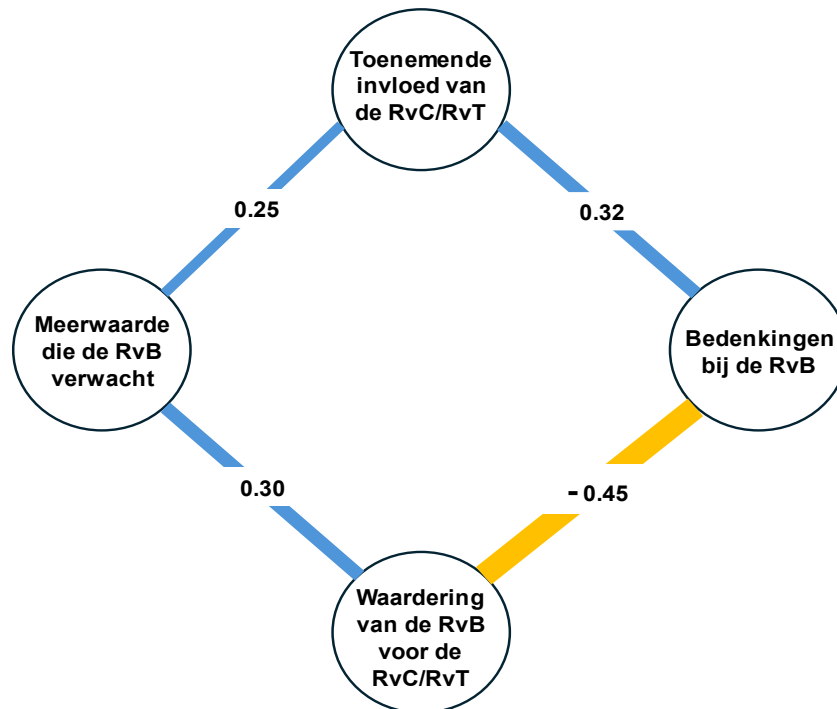 Toenemende
invloed van
de RvC/RvT
0.25
0.32
Meerwaarde
die de RvB
verwacht
Bedenkingen
bij de RvB
0.30
- 0.45
Waardering
van de RvB
voor de
RvC/RvT